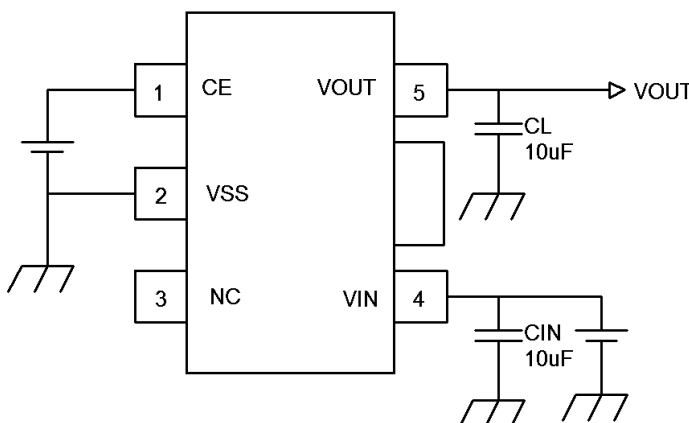 1 CE VOUT 5 VOUT
CL
10uF
2 VSS
3 NC VIN 4
CIN
10uF